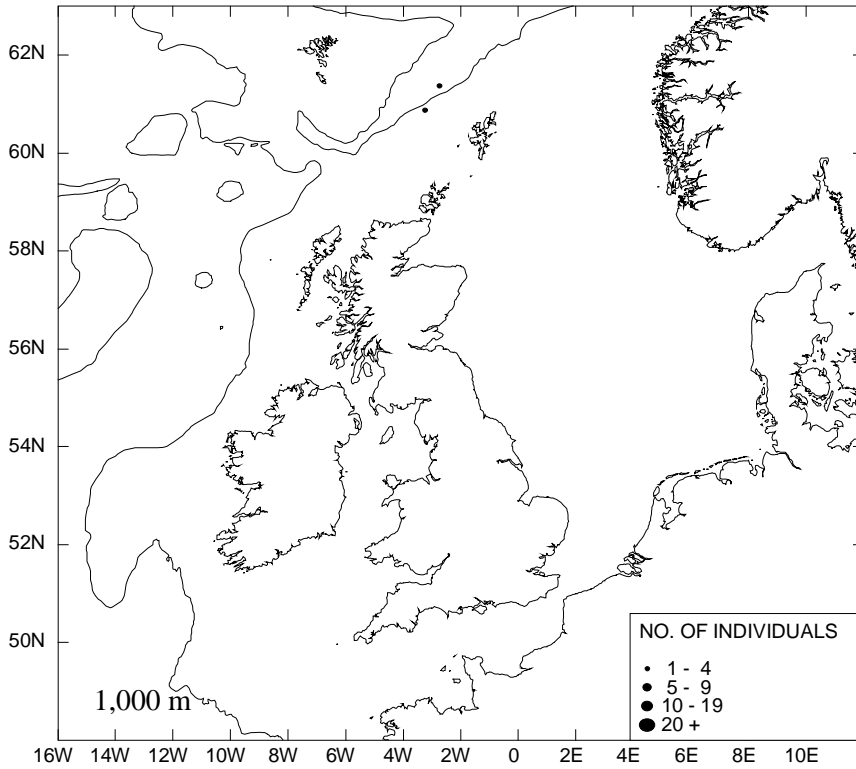 62N
60N
58N
56N
54N
52N
50N
1,000 m
NO. OF INDIVIDUALS
1 - 4
5 - 9
10 - 19
20 +
16W 14W 12W 10W 8W 6W 4W 2W 0 2E 4E 6E 8E 10E